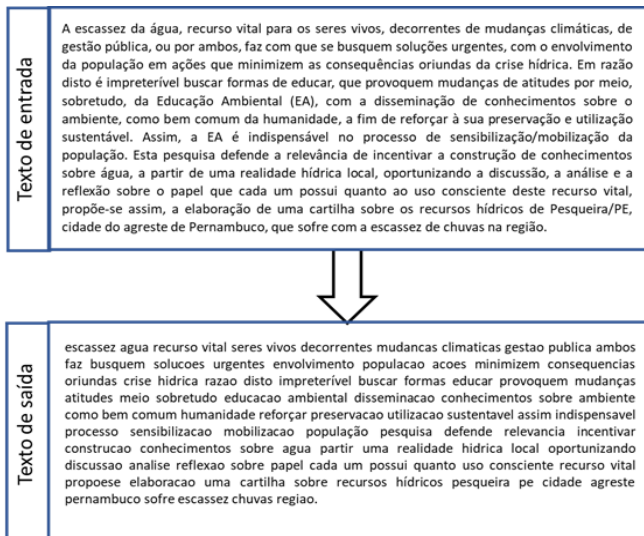 Texto de entrada
A escassez da água, recurso vital para os seres vivos, decorrentes de mudanças climáticas, de
gestão pública, ou por ambos, faz com que se busquem soluções urgentes, com o envolvimento
da população em ações que minimizem as consequências oriundas da crise hídrica. Em razão
disto é impreterível buscar formas de educar, que provoquem mudanças de atitudes por meio,
sobretudo, da Educação Ambiental (EA), com a disseminação de conhecimentos sobre o
ambiente, como bem comum da humanidade, a fim de reforçar à sua preservação e utilização
sustentável. Assim, a EA é indispensável no processo de sensibilização/mobilização da
população. Esta pesquisa defende a relevância de incentivar a construção de conhecimentos
sobre água, a partir de uma realidade hídrica local, oportunizando a discussão, a análise e a
reflexão sobre o papel que cada um possui quanto ao uso consciente deste recurso vital,
propõe-se assim, a elaboração de uma cartilha sobre os recursos hídricos de Pesqueira/PE,
cidade do agreste de Pernambuco, que sofre com a escassez de chuvas na região.
Texto de saída
escassez agua recurso vital seres vivos decorrentes mudancas climaticas gestao publica ambos
faz busquem solucoes urgentes envolvimento populacao acoes minimizem consequencias
oriundas crise hidrica razao disto impreterível buscar formas educar provoquem mudanças
atitudes meio sobretudo educacao ambiental disseminacao conhecimentos sobre ambiente
como bem comum humanidade reforçar preservacao utilizacao sustentavel assim indispensavel
processo sensibilizacao mobilizacao população pesquisa defende relevancia incentivar
construcao conhecimentos sobre agua partir uma realidade hidrica local oportunizando
discussao analise reflexao sobre papel cada um possui quanto uso consciente recurso vital
propoese elaboracao uma cartilha sobre recursos hídricos pesqueira pe cidade agreste
pernambuco sofre escassez chuvas regiao.